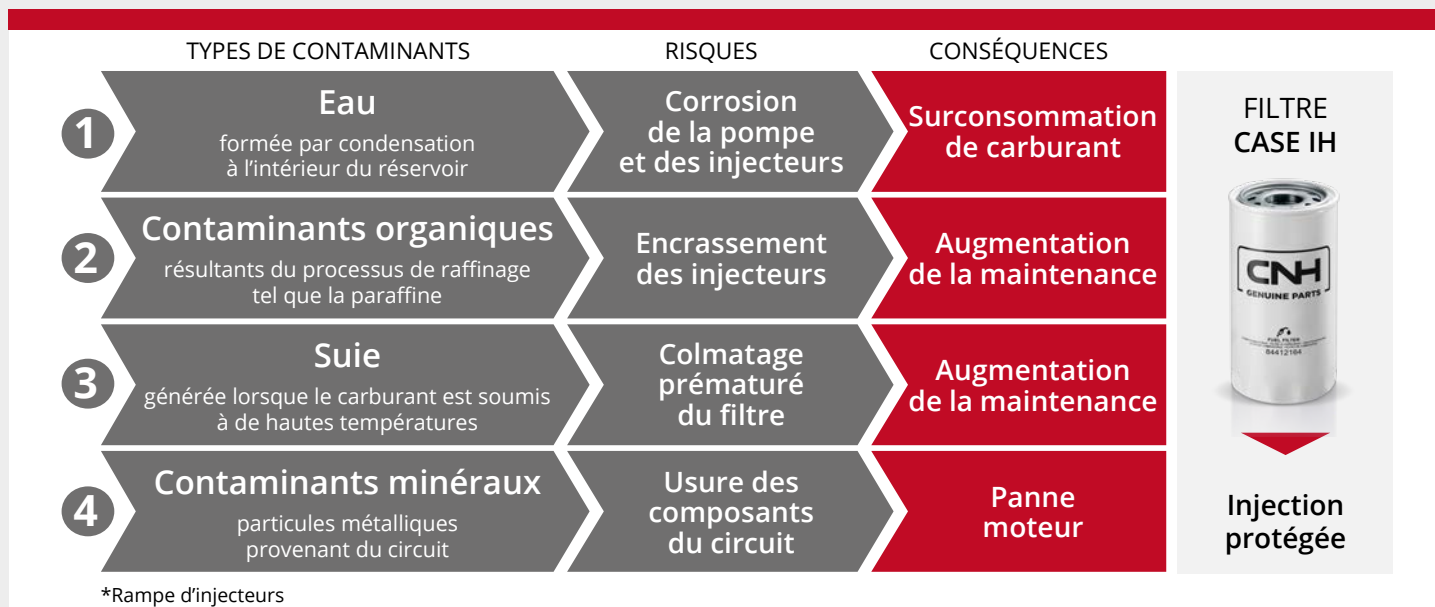 TYPES DE CONTAMINANTS
RISQUES
CONSÉQUENCES
1
Eau
formée par condensation
à l’intérieur du réservoir
Corrosion
de la pompe
et des injecteurs
Surconsommation
de carburant
2
Contaminants organiques
résultants du processus de raffinage
tel que la paraffine
Encrassement
des injecteurs
Augmentation
de la maintenance
3
Suie
générée lorsque le carburant est soumis
à de hautes températures
Colmatage
prématuré
du filtre
Augmentation
de la maintenance
4
Contaminants minéraux
particules métalliques
provenant du circuit
Usure des
composants
du circuit
Panne
moteur
FILTRE
CASE IH
CNH
GENUINE PARTS
FUEL FILTER
84412164
Injection
protégée
*Rampe d’injecteurs